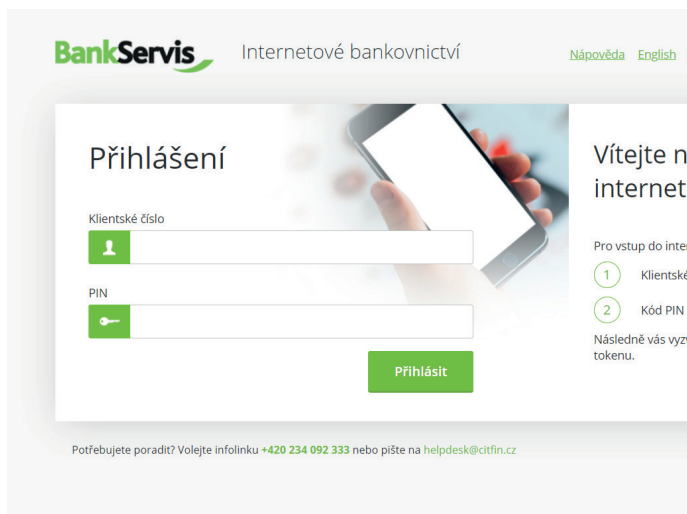 BankServis
Internetové bankovnictví
Nápověda English
Přihlášení
Klientské číslo
PIN
Přihlásit
Vítejte n
internet
Pro vstup do inter
1 Klientské
2 Kód PIN
Následně vás vyzv
tokenu.
Potřebujete poradit? Volejte infolinku +420 234 092 333 nebo pište na helpdesk@citfin.cz